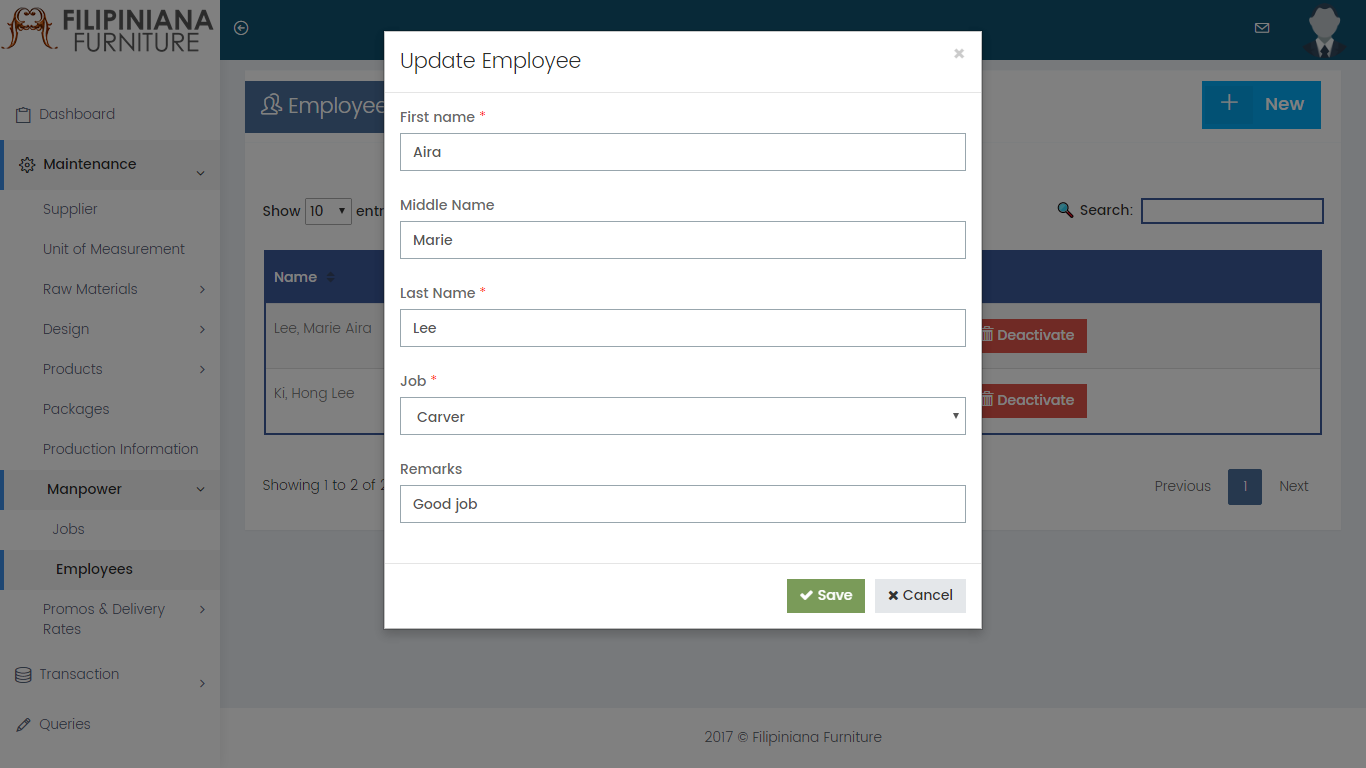 FILIPINIANA
FURNITURE
Dashboard
Maintenance
Supplier
Unit of Measurement
Raw Materials
Design
Products
Packages
Production Information
Manpower
Jobs
Employees
Promos & Delivery
Rates
Transaction
Queries
Employee
New
Show 10 entr
Search:
Name
Lee, Marie Aira
Deactivate
Ki, Hong Lee
Deactivate
Showing 1 to 2 of 2
Previous 1 Next
Update Employee ×
First name *
Aira
Middle Name
Marie
Last Name *
Lee
Job *
Carver
Remarks
Good job
Save Cancel
2017 © Filipiniana Furniture